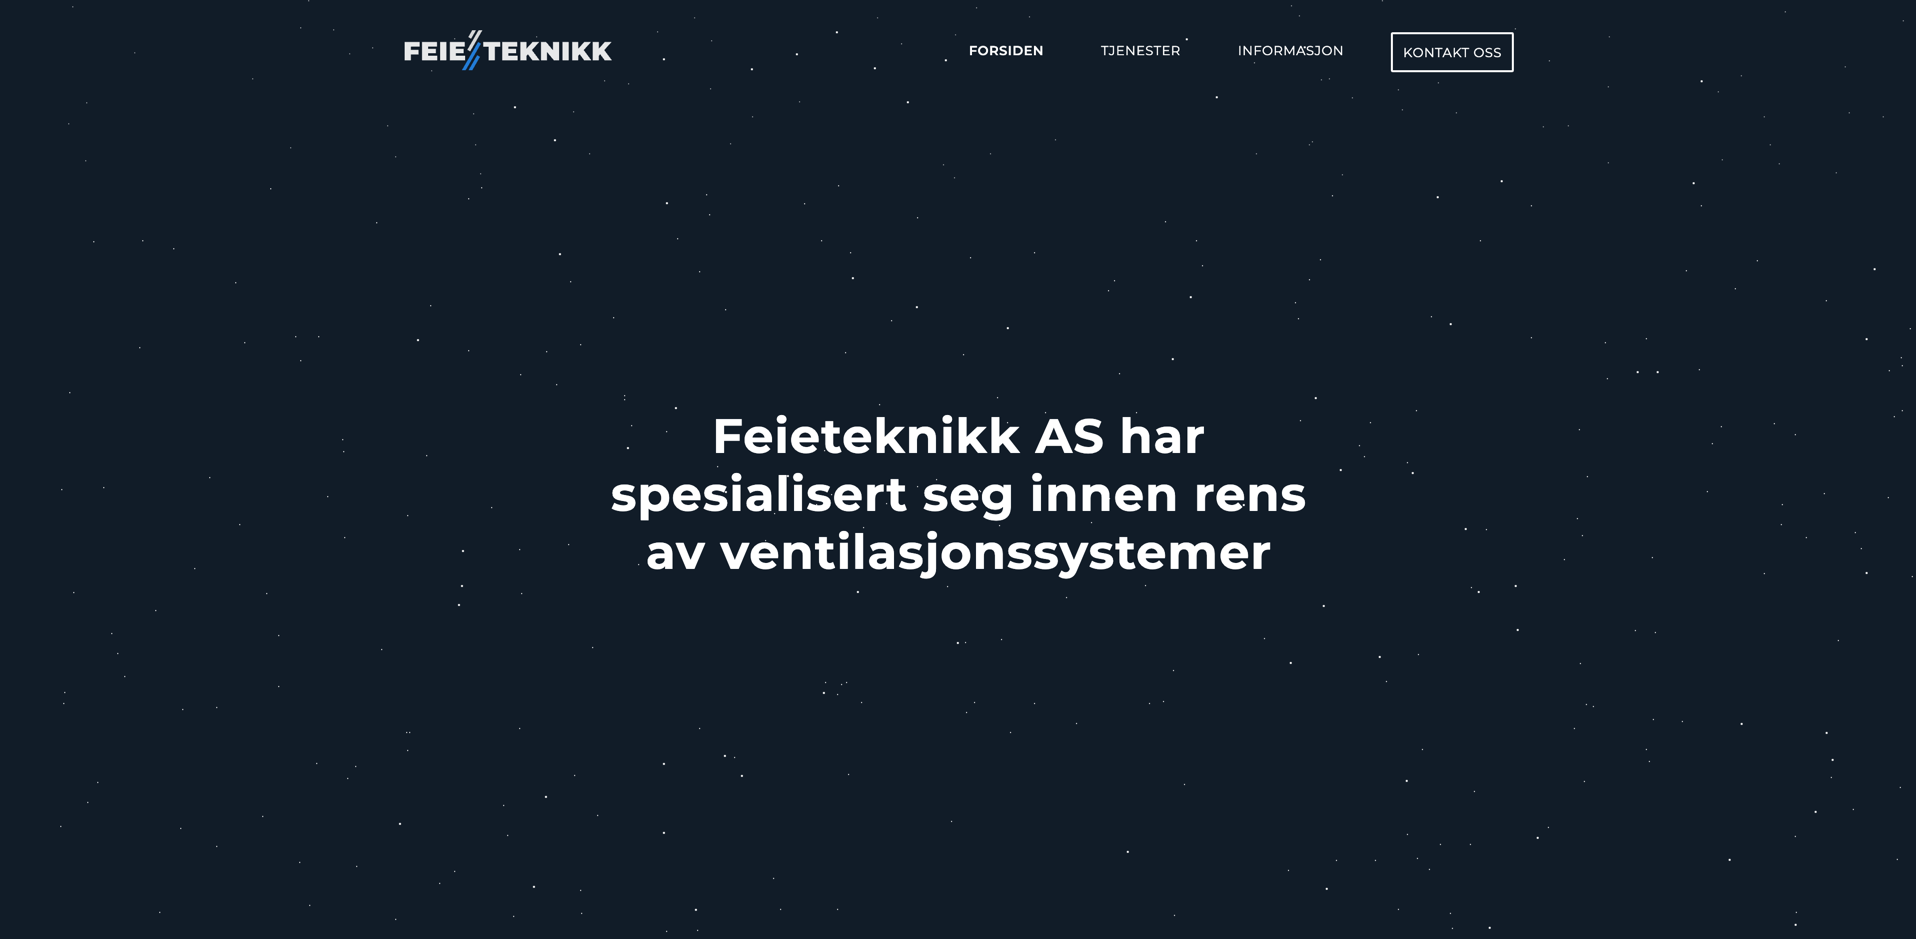 FEIE TEKNIKK
FORSIDEN
TJENESTER
INFORMASJON
KONTAKT OSS
Feieteknikk AS har
spesialisert seg innen rens
av ventilasjonssystemer